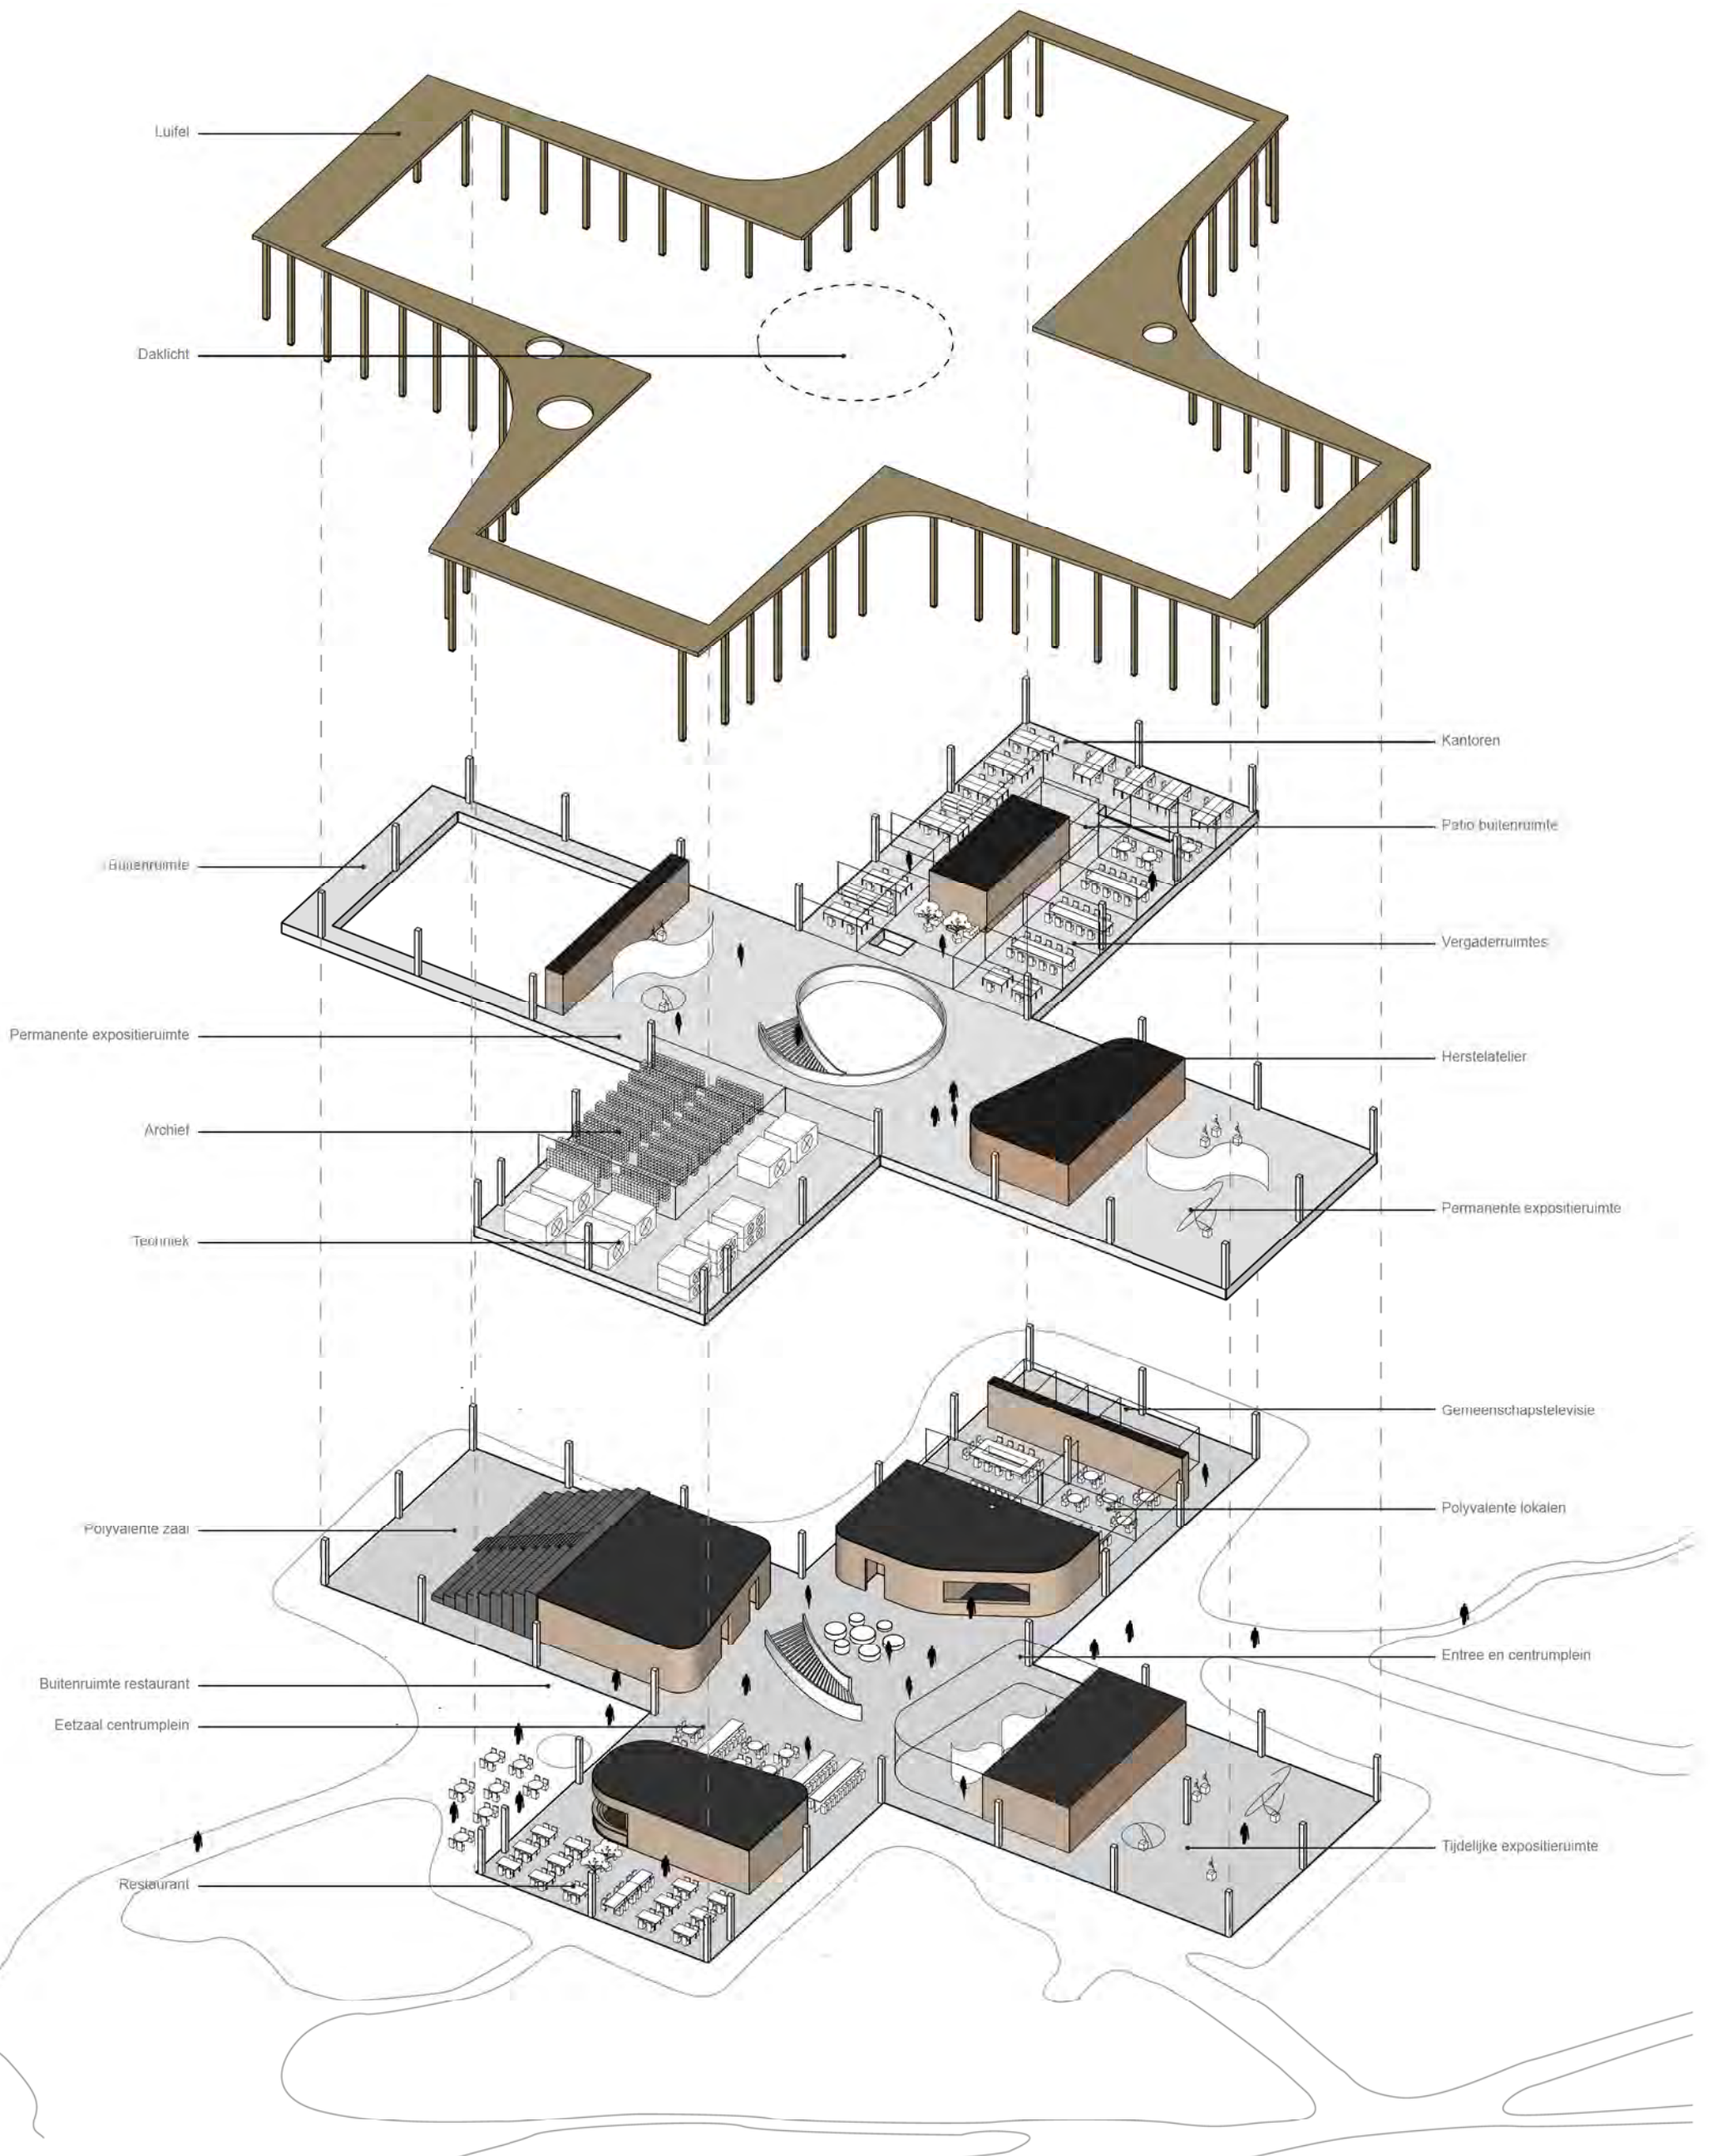 Luifel
Daklicht
Kantoren
Patio buitenruimte
Buitenruimte
Vergaderruimtes
Permanente expositieruimte
Herstelatelier
Archief
Permanente expositieruimte
Techniek
Gemeenschapstelevisie
Polyvalente lokalen
Polyvalente zaal
Entree en centrumplein
Buitenruimte restaurant
Eetzaal centrumplein
Tijdelijke expositieruimte
Restaurant